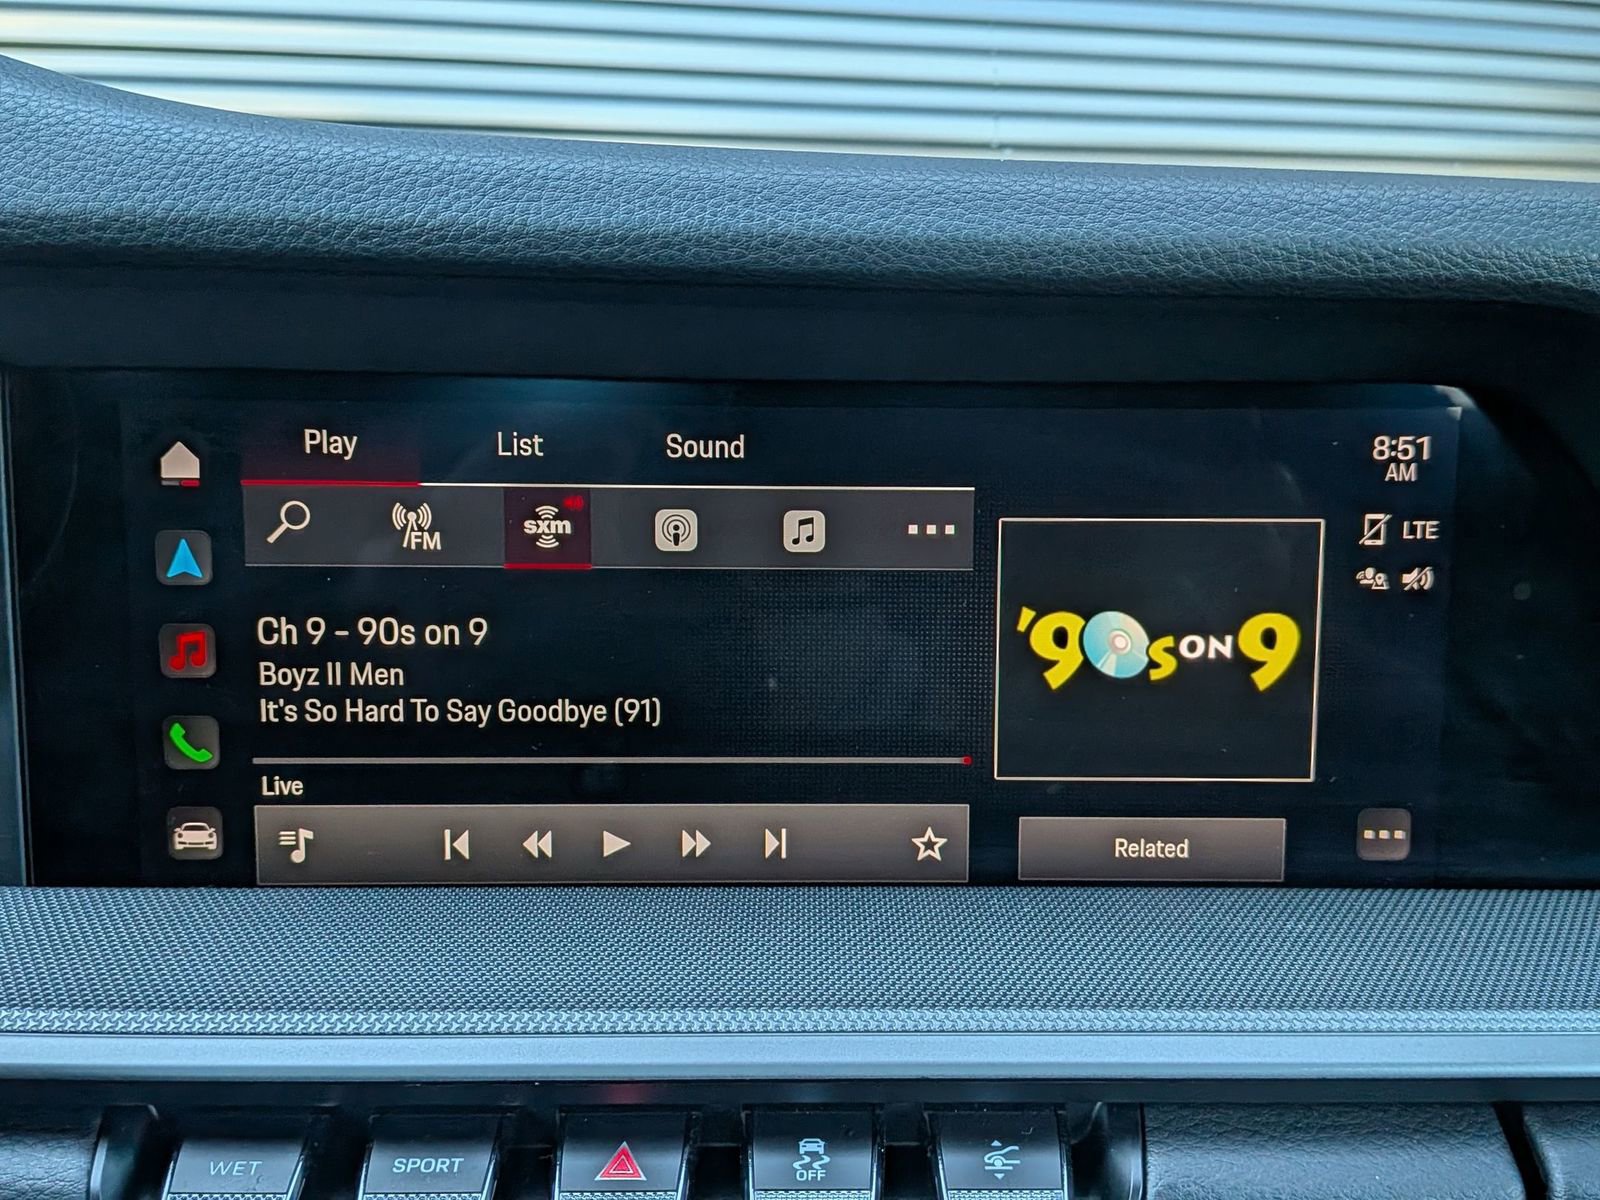 Play List Sound
8:51
AM
FM
sxm
LTE
Ch 9 - 90s on 9
Boyz II Men
It's So Hard To Say Goodbye (91)
'90s ON 9
Live
Related
WET
SPORT
OFF